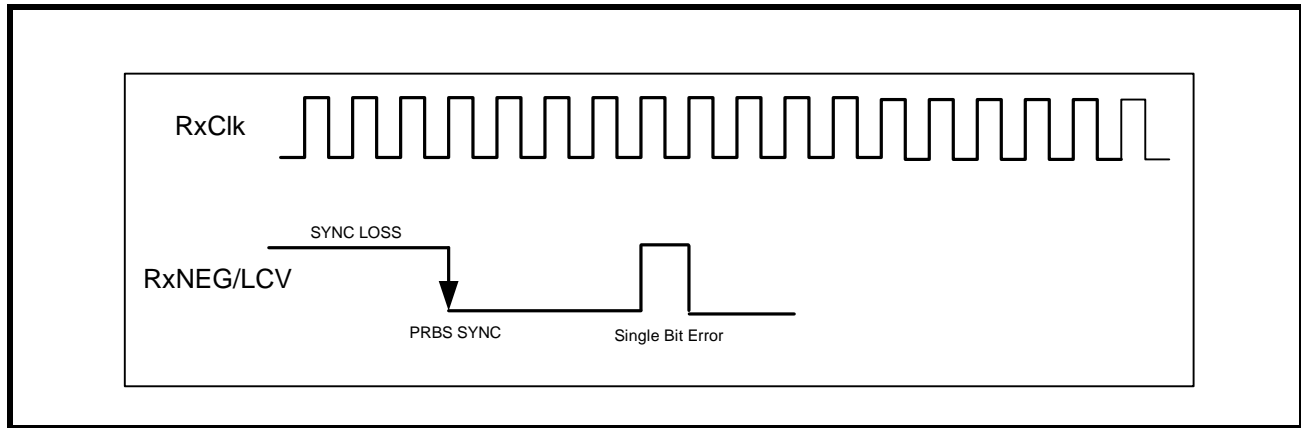 RxClk
SYNC LOSS
RxNEG/LCV
PRBS SYNC
Single Bit Error